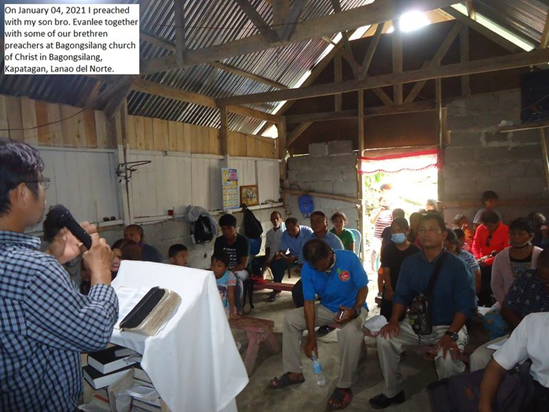 On January 04, 2021 I preached
with my son bro. Evanlee together
with some of our brethren
preachers at Bagongsilang church
of Christ in Bagongsilang,
Kapatagan, Lanao del Norte.